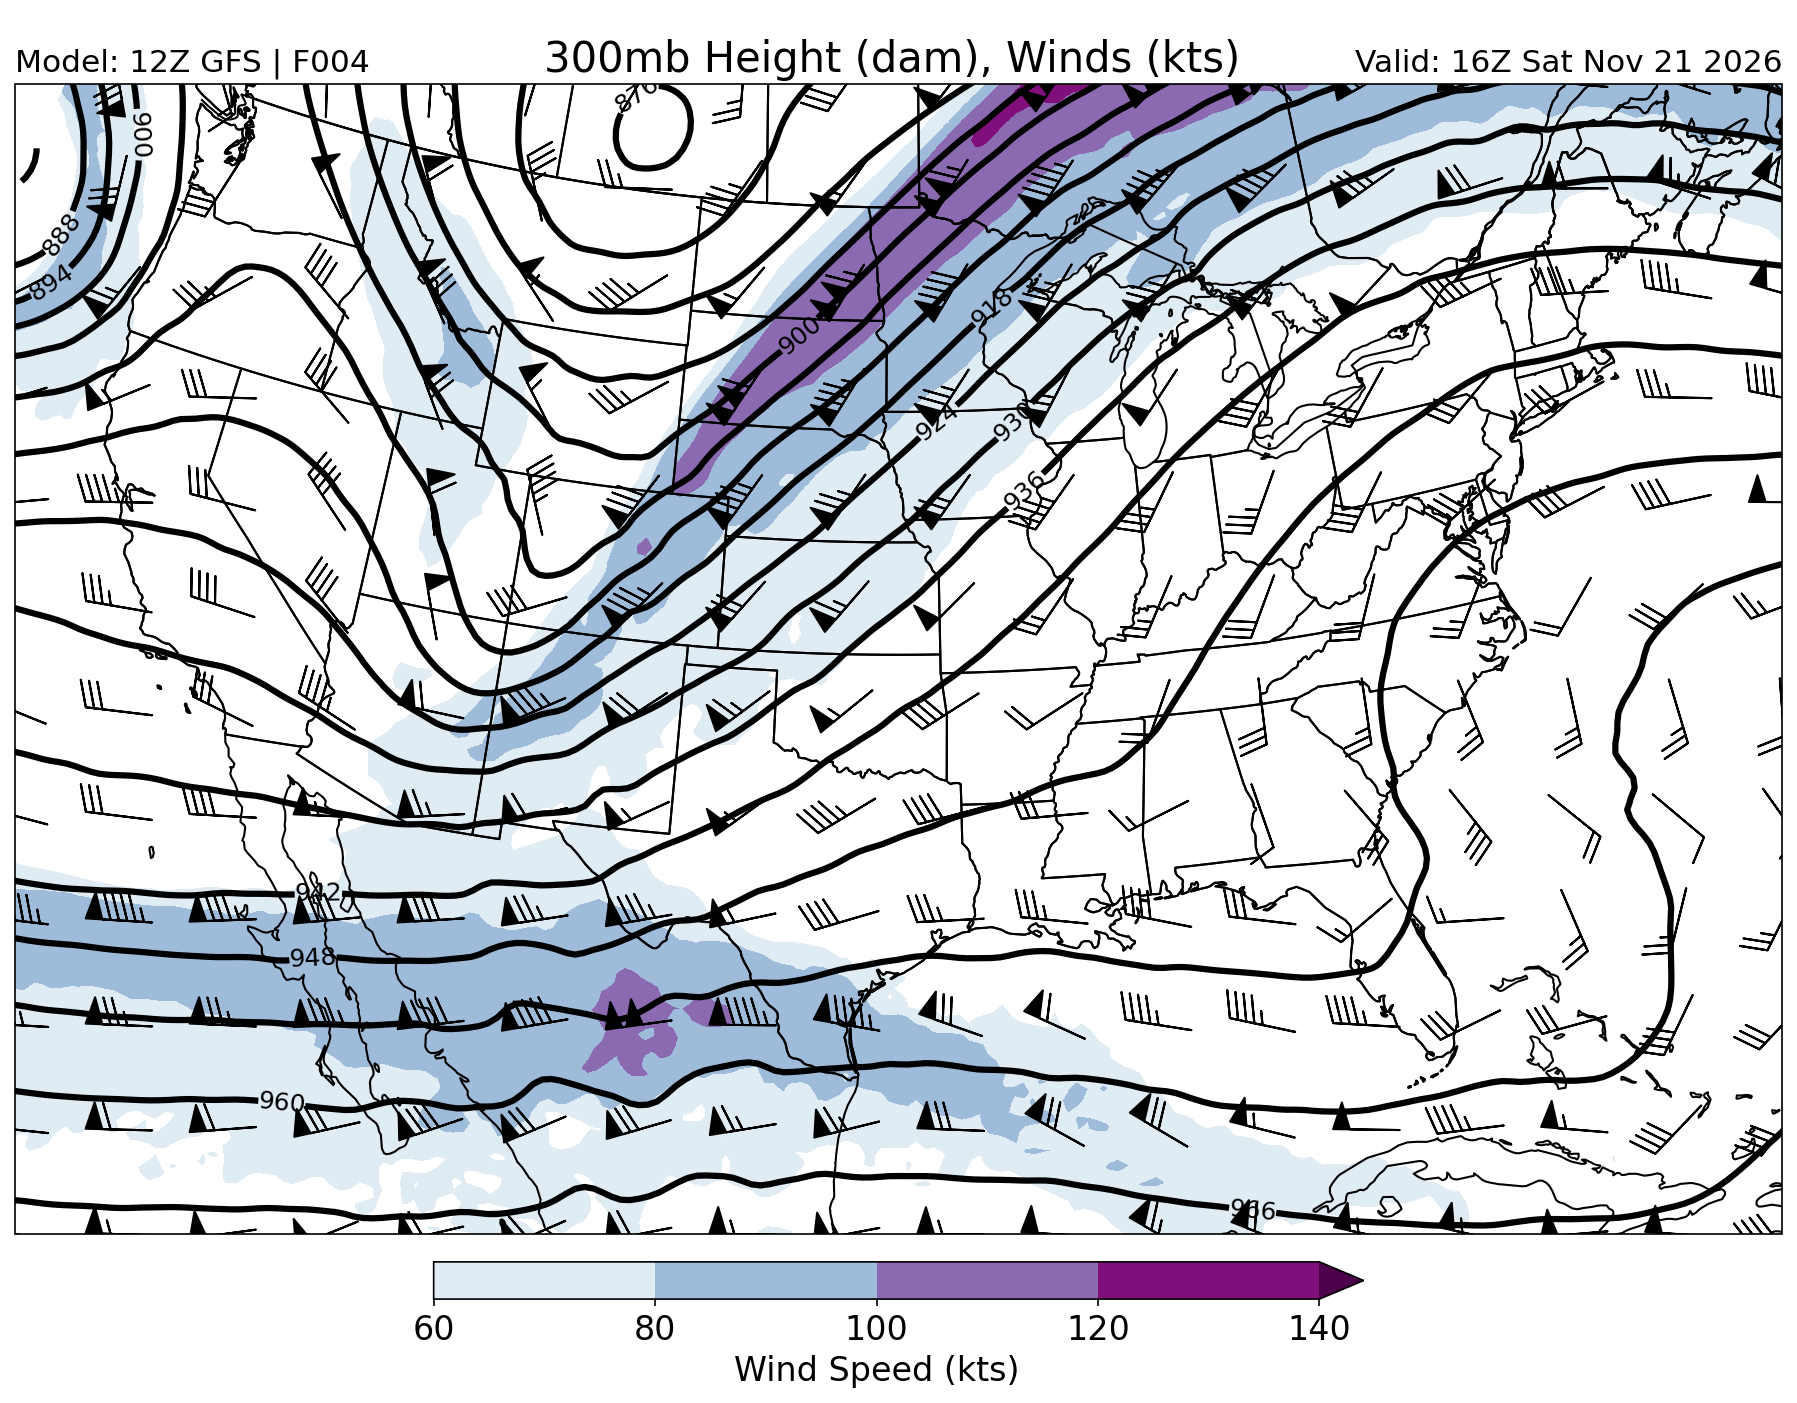 Model: 12Z GFS | F004
300mb Height (dam), Winds (kts)
Valid: 16Z Sat Nov 21 2026
876
900
888
894
918
900
924
930
936
942
948
960
966
60 80 100 120 140
Wind Speed (kts)